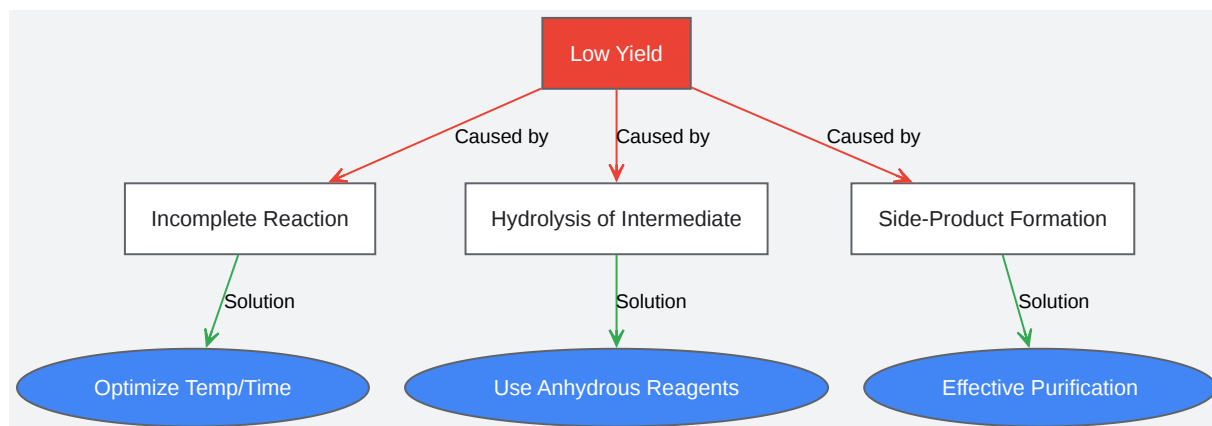 Low Yield
Caused by
Caused by
Caused by
Incomplete Reaction
Hydrolysis of Intermediate
Side-Product Formation
Solution
Solution
Solution
Optimize Temp/Time
Use Anhydrous Reagents
Effective Purification